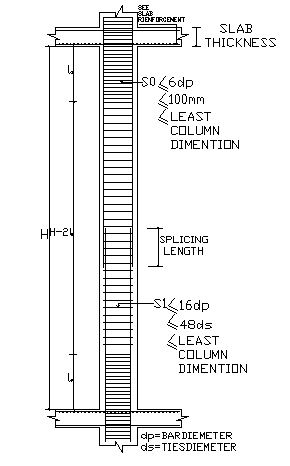 SEE
SLAB
RIENFORCEMENT
SLAB
THICKNESS
S0 ≤ 6dp
≤ 100mm
≤ LEAST
COLUMN
DIMENTION
H
H-2L
SPLICING
LENGTH
S1 ≤ 16dp
≤ 48ds
≤ LEAST
COLUMN
DIMENTION
dp=BARDIEMETER
ds=TIESDIEMETER